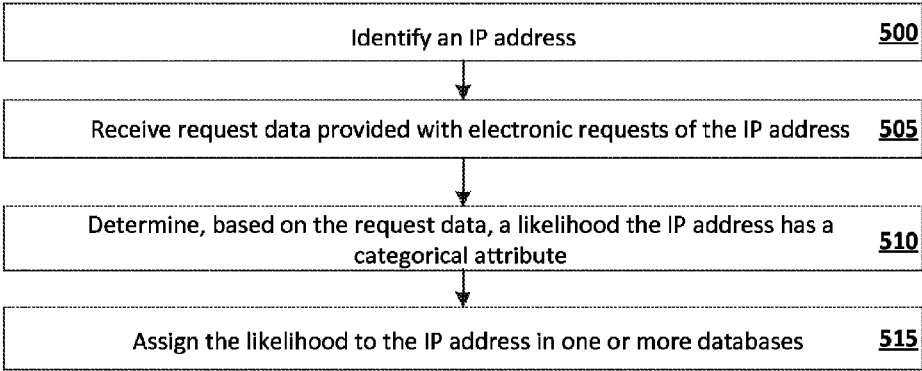 Identify an IP address 500
Receive request data provided with electronic requests of the IP address 505
Determine, based on the request data, a likelihood the IP address has a
categorical attribute 510
Assign the likelihood to the IP address in one or more databases 515